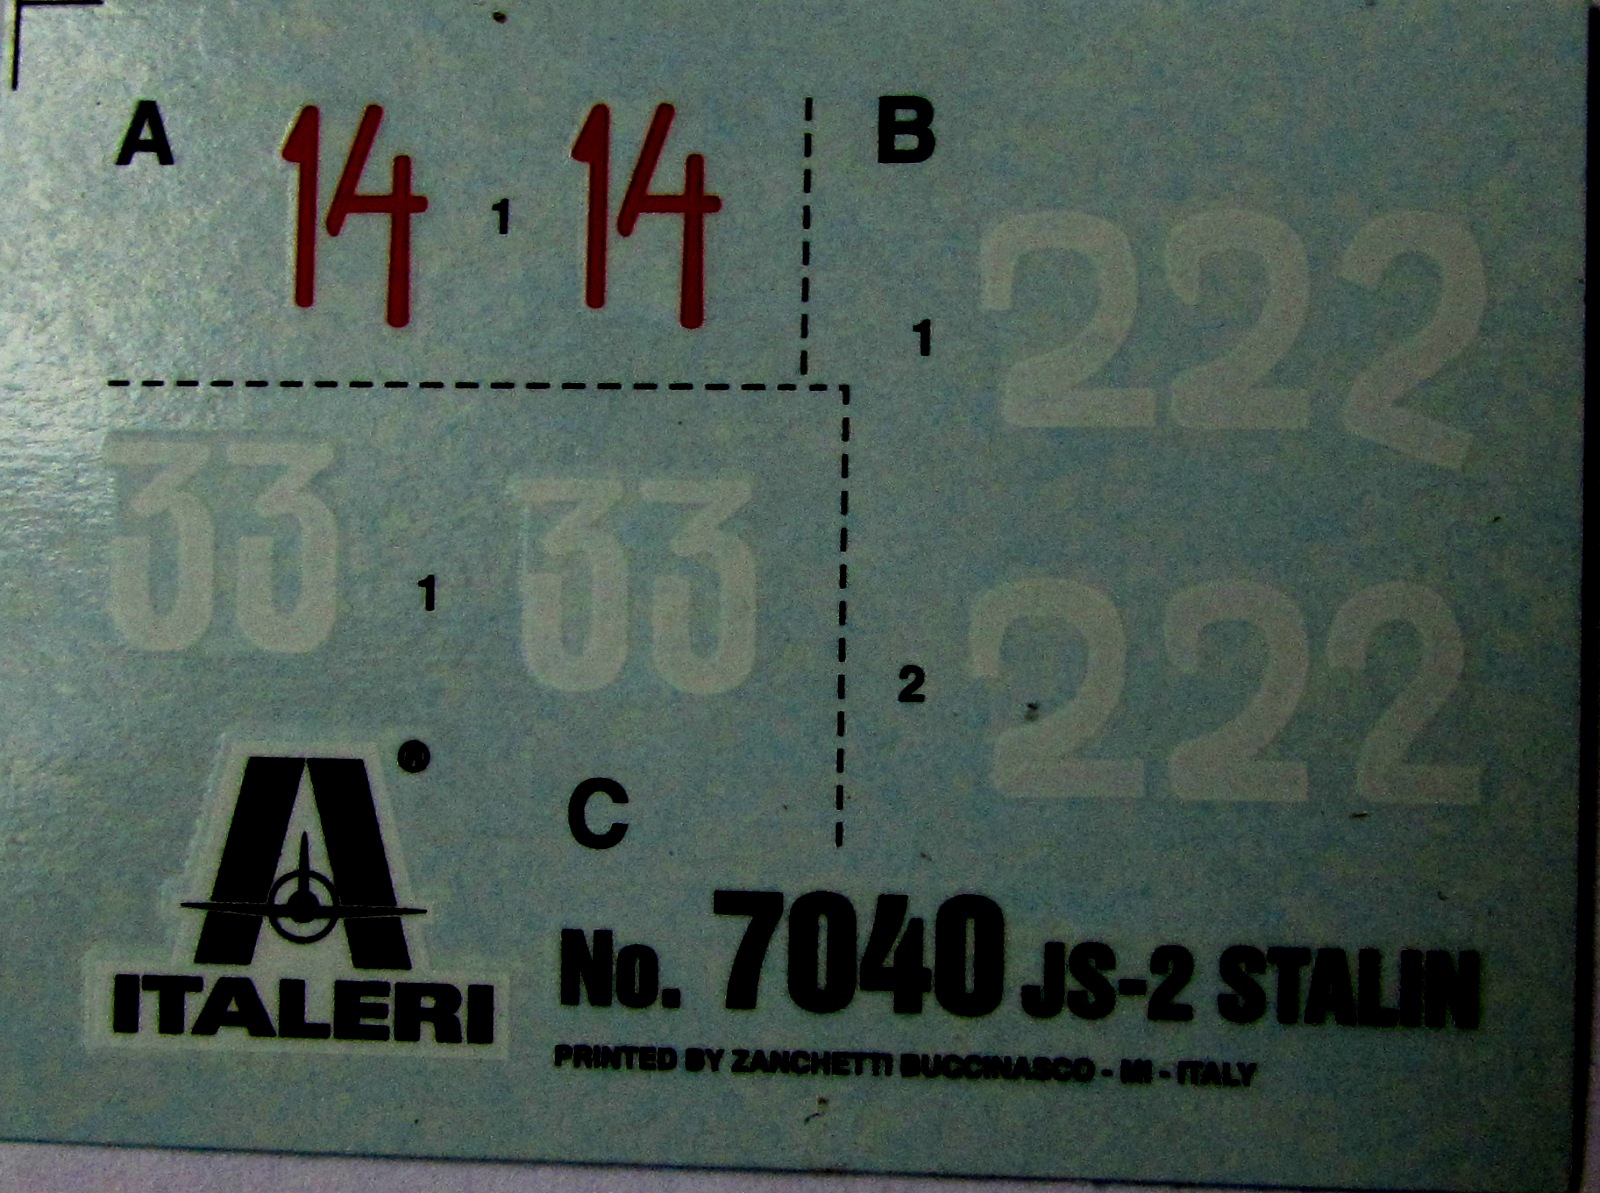 A
14 1 14
B
1 222
2 222
33 1 33
C
ITALERI ®
No. 7040 JS-2 STALIN
PRINTED BY ZANCHETTI BUCCINASCO - MI - ITALY